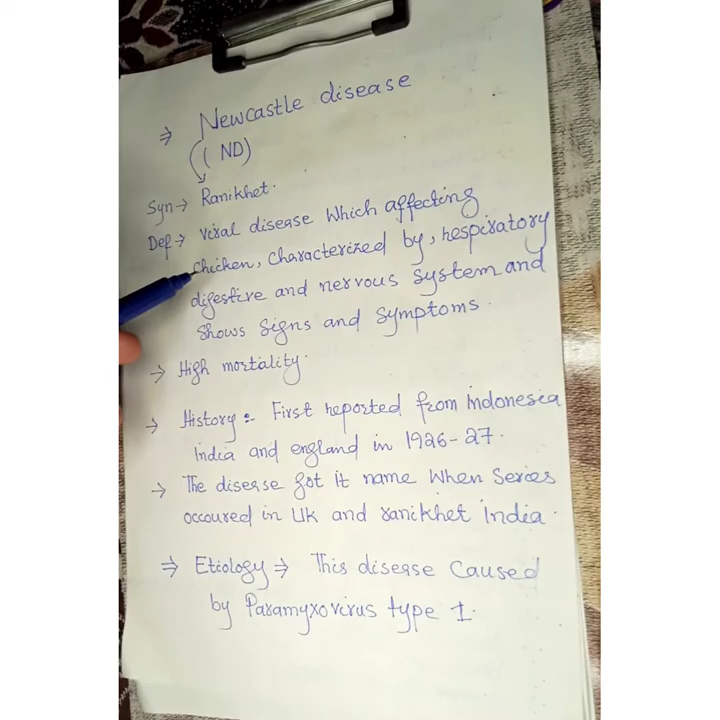 ⇒ Newcastle disease
( ND)
Syn → Ranikhet.
Def → viral disease which affecting
chicken, characterized by, respiratory
digestive and nervous system and
shows signs and symptoms.
→ High mortality.
→ History :- First reported from indonesia
india and england in 1926-27.
→ The disease got it name when series
occoured in UK and ranikhet india.
⇒ Etiology ⇒ This disease caused
by Paramyxovirus type 1.